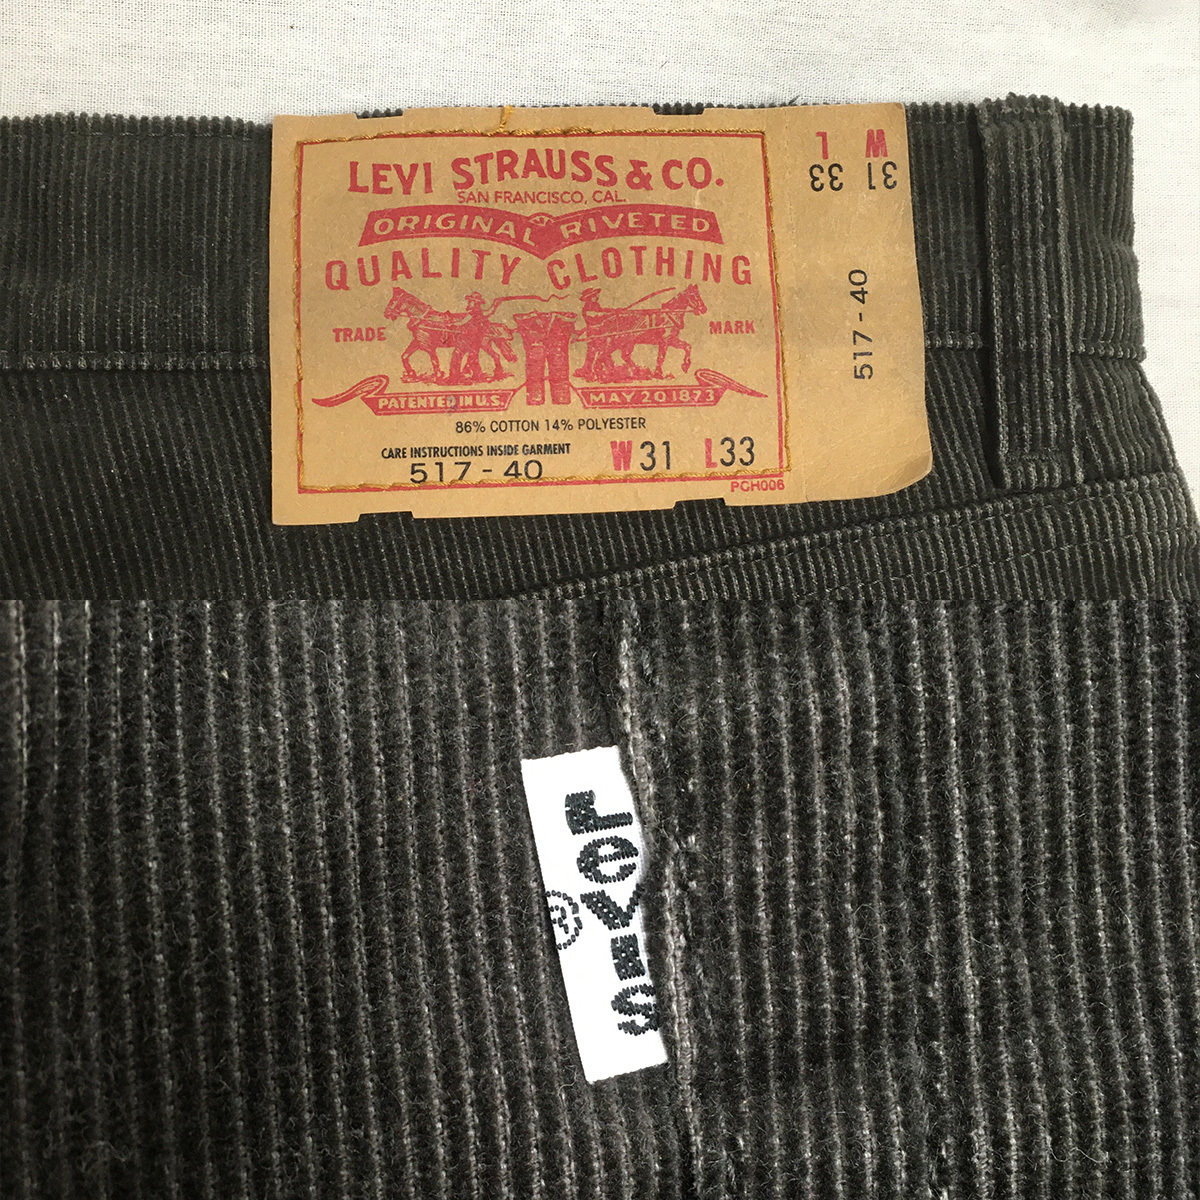 LEVI STRAUSS & CO.
SAN FRANCISCO, CAL.
ORIGINAL RIVETED
QUALITY CLOTHING
TRADE MARK
PATENTED IN U.S. MAY 20 1873
86% COTTON 14% POLYESTER
CARE INSTRUCTIONS INSIDE GARMENT
517-40 W31 L33
PCH006
W L
31 33
517-40
LeVI'S
®